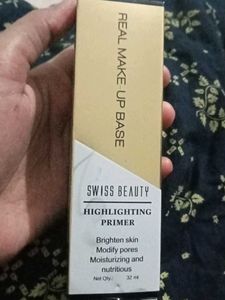 REAL MAKE UP BASE
SWISS BEAUTY
HIGHLIGHTING
PRIMER
Brighten skin
Modify pores
Moisturizing and
nutritious
Net Qty.: 32 ml